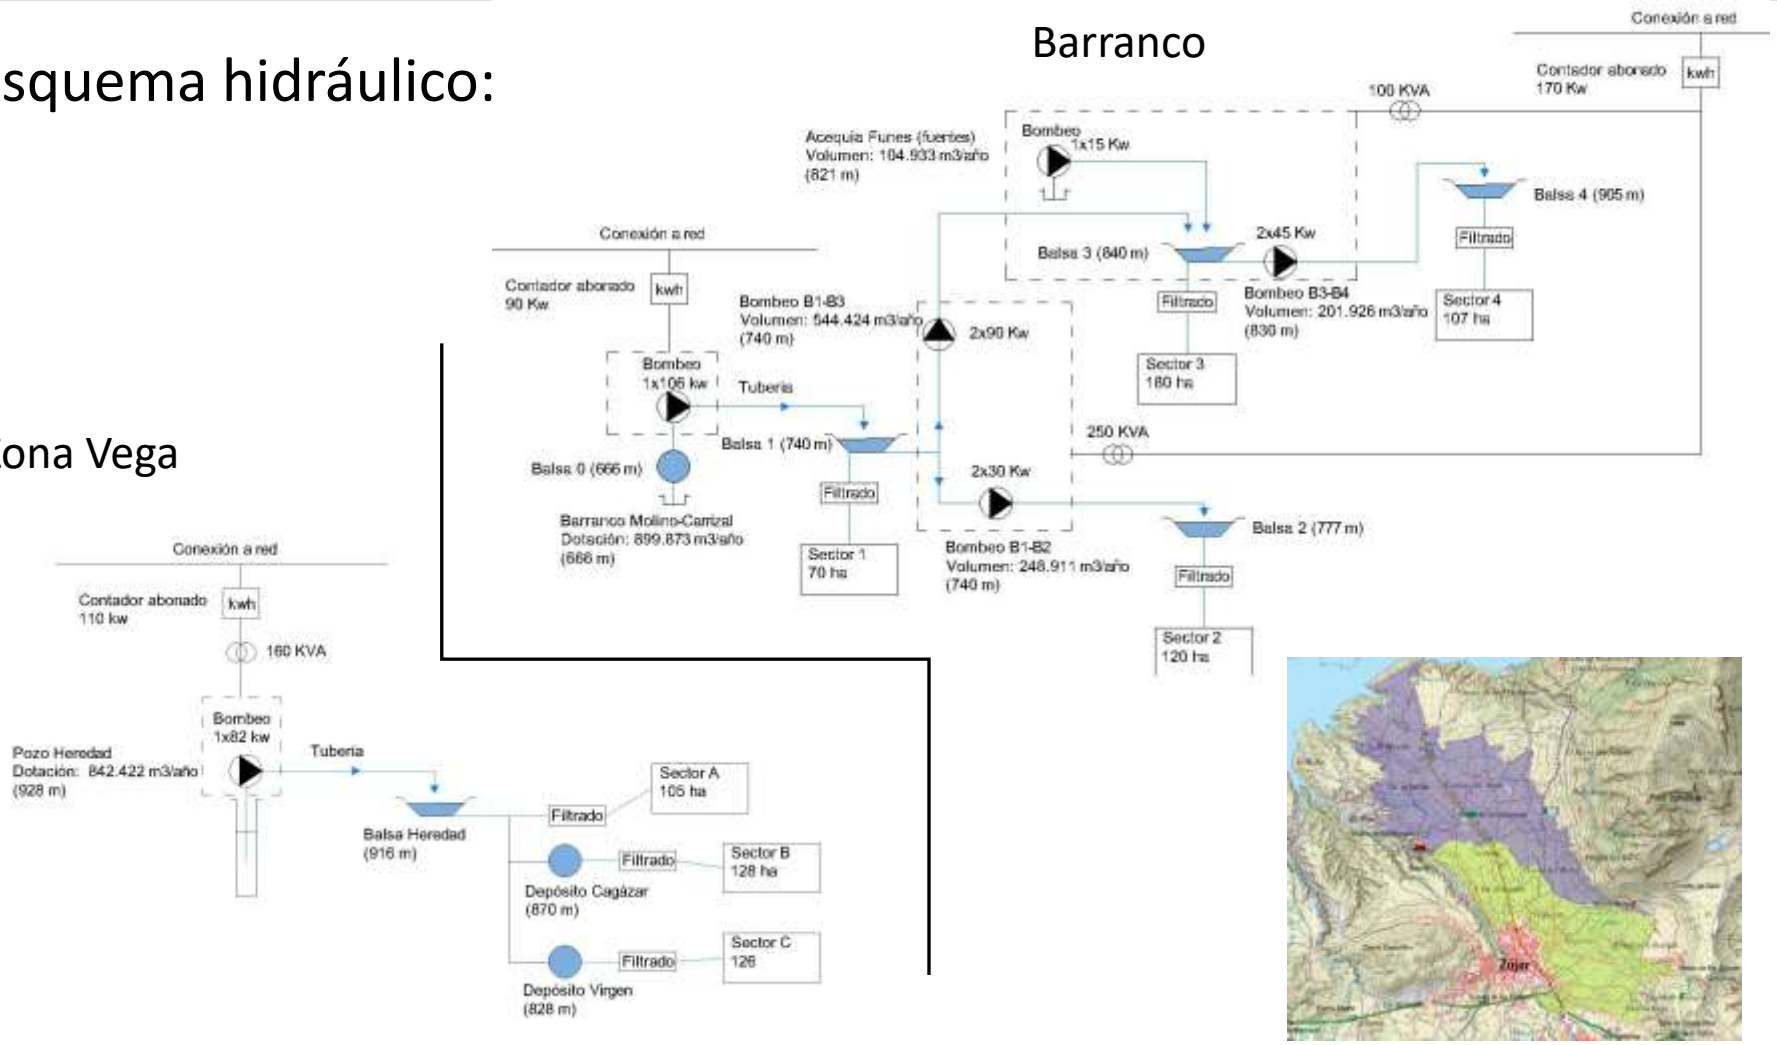 squema hidráulico:
Barranco
Conexión a red
Contador abonado
170 Kw
kwh
100 KVA
Bombeo
1x15 Kw
Acequia Funes (fuentes)
Volumen: 104.933 m3/año
(821 m)
Balsa 4 (905 m)
Filtrado
Sector 4
107 ha
2x45 Kw
Balsa 3 (840 m)
Bombeo B3-B4
Volumen: 201.926 m3/año
(830 m)
Filtrado
Sector 3
160 ha
Conexión a red
Contador abonado
90 Kw
kwh
Bombeo B1-B3
Volumen: 544.424 m3/año
(740 m)
2x90 Kw
Bombeo
1x106 kw
Tuberia
Balsa 1 (740 m)
Balsa 0 (666 m)
Barranco Molino-Carrizal
Dotación: 899.873 m3/año
(666 m)
Filtrado
Sector 1
70 ha
250 KVA
2x30 Kw
Bombeo B1-B2
Volumen: 248.911 m3/año
(740 m)
Balsa 2 (777 m)
Filtrado
Sector 2
120 ha
ona Vega
Conexión a red
Contador abonado
110 kw
kwh
160 KVA
Bombeo
1x82 kw
Pozo Heredad
Dotación: 842.422 m3/año
(928 m)
Tuberia
Balsa Heredad
(916 m)
Filtrado
Sector A
105 ha
Filtrado
Sector B
128 ha
Depósito Cagázar
(870 m)
Filtrado
Sector C
126
Depósito Virgen
(828 m)
Zújar